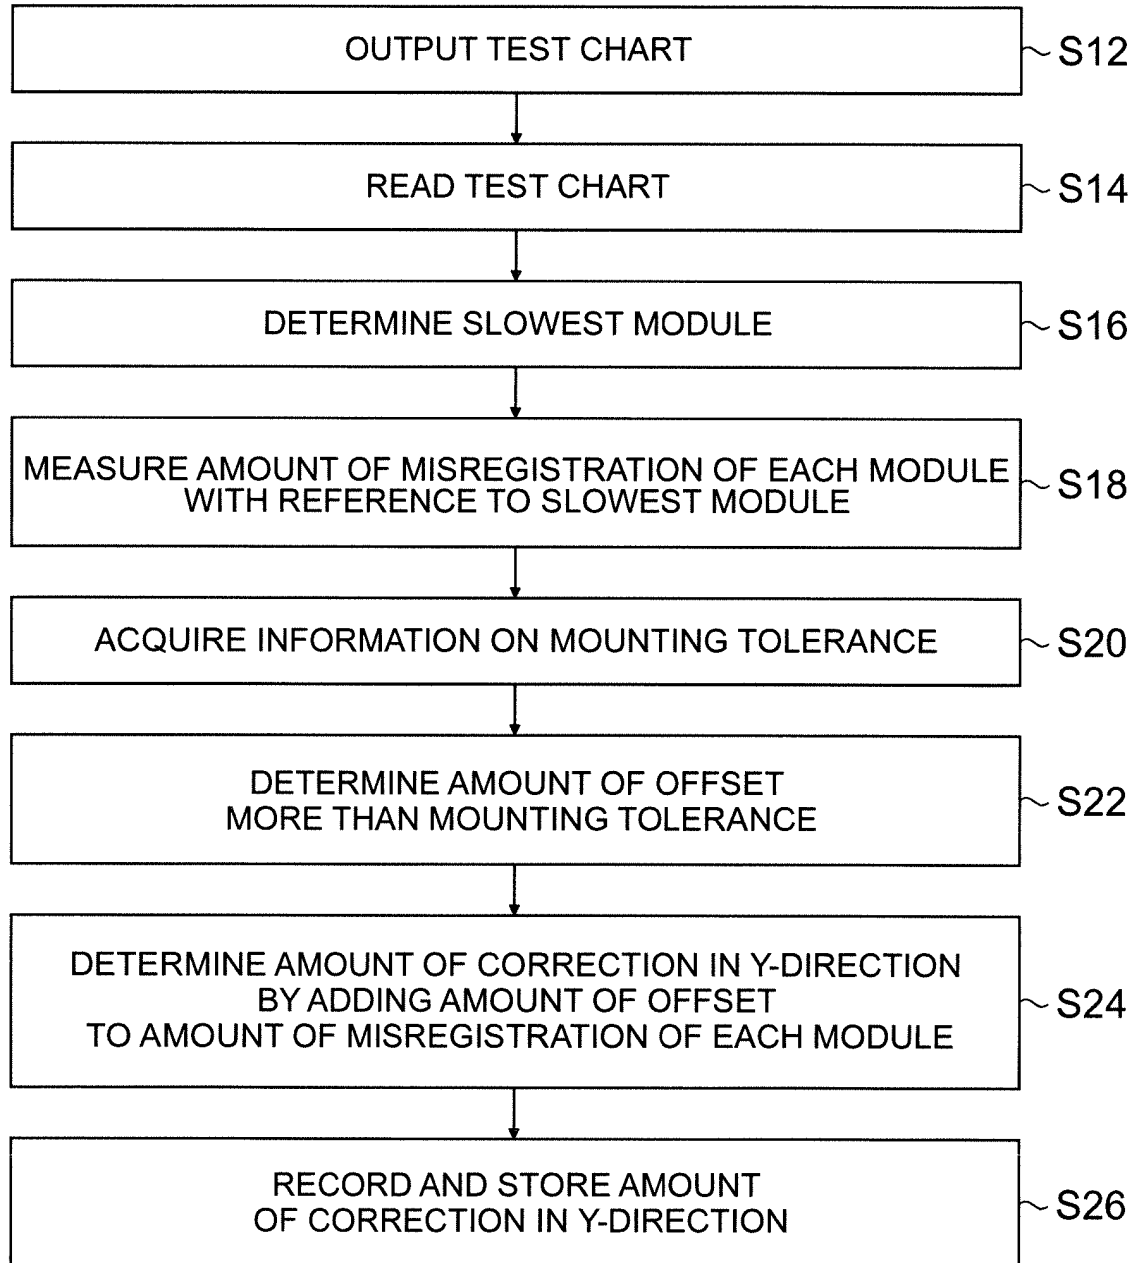 OUTPUT TEST CHART
S12
READ TEST CHART
S14
DETERMINE SLOWEST MODULE
S16
MEASURE AMOUNT OF MISREGISTRATION OF EACH MODULE
WITH REFERENCE TO SLOWEST MODULE
S18
ACQUIRE INFORMATION ON MOUNTING TOLERANCE
S20
DETERMINE AMOUNT OF OFFSET
MORE THAN MOUNTING TOLERANCE
S22
DETERMINE AMOUNT OF CORRECTION IN Y-DIRECTION
BY ADDING AMOUNT OF OFFSET
TO AMOUNT OF MISREGISTRATION OF EACH MODULE
S24
RECORD AND STORE AMOUNT
OF CORRECTION IN Y-DIRECTION
S26